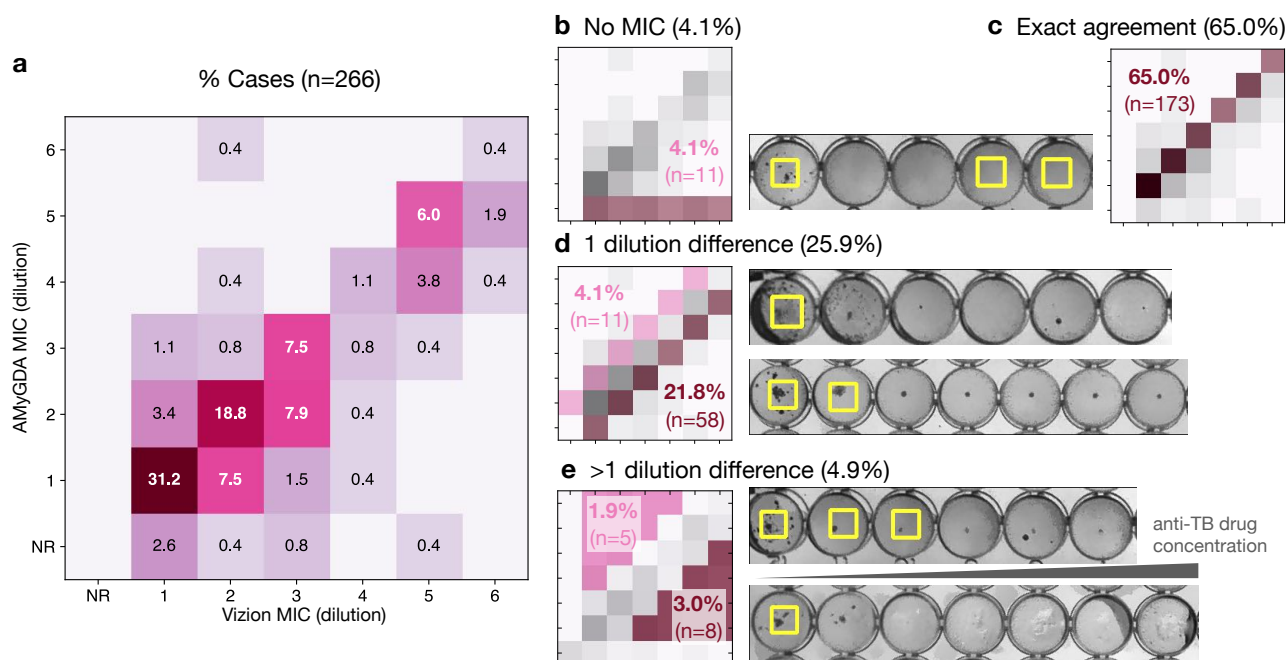 a
% Cases (n=266)
AMyGDA MIC (dilution)
6
5
4
3
2
1
NR
0.4
0.4
6.0
1.9
0.4
1.1
3.8
0.4
1.1
0.8
7.5
0.8
0.4
3.4
18.8
7.9
0.4
31.2
7.5
1.5
0.4
2.6
0.4
0.8
0.4
NR
1
2
3
4
5
6
Vizion MIC (dilution)
b No MIC (4.1%)
4.1%
(n=11)
c Exact agreement (65.0%)
65.0%
(n=173)
d 1 dilution difference (25.9%)
4.1%
(n=11)
21.8%
(n=58)
e >1 dilution difference (4.9%)
1.9%
(n=5)
3.0%
(n=8)
anti-TB drug
concentration